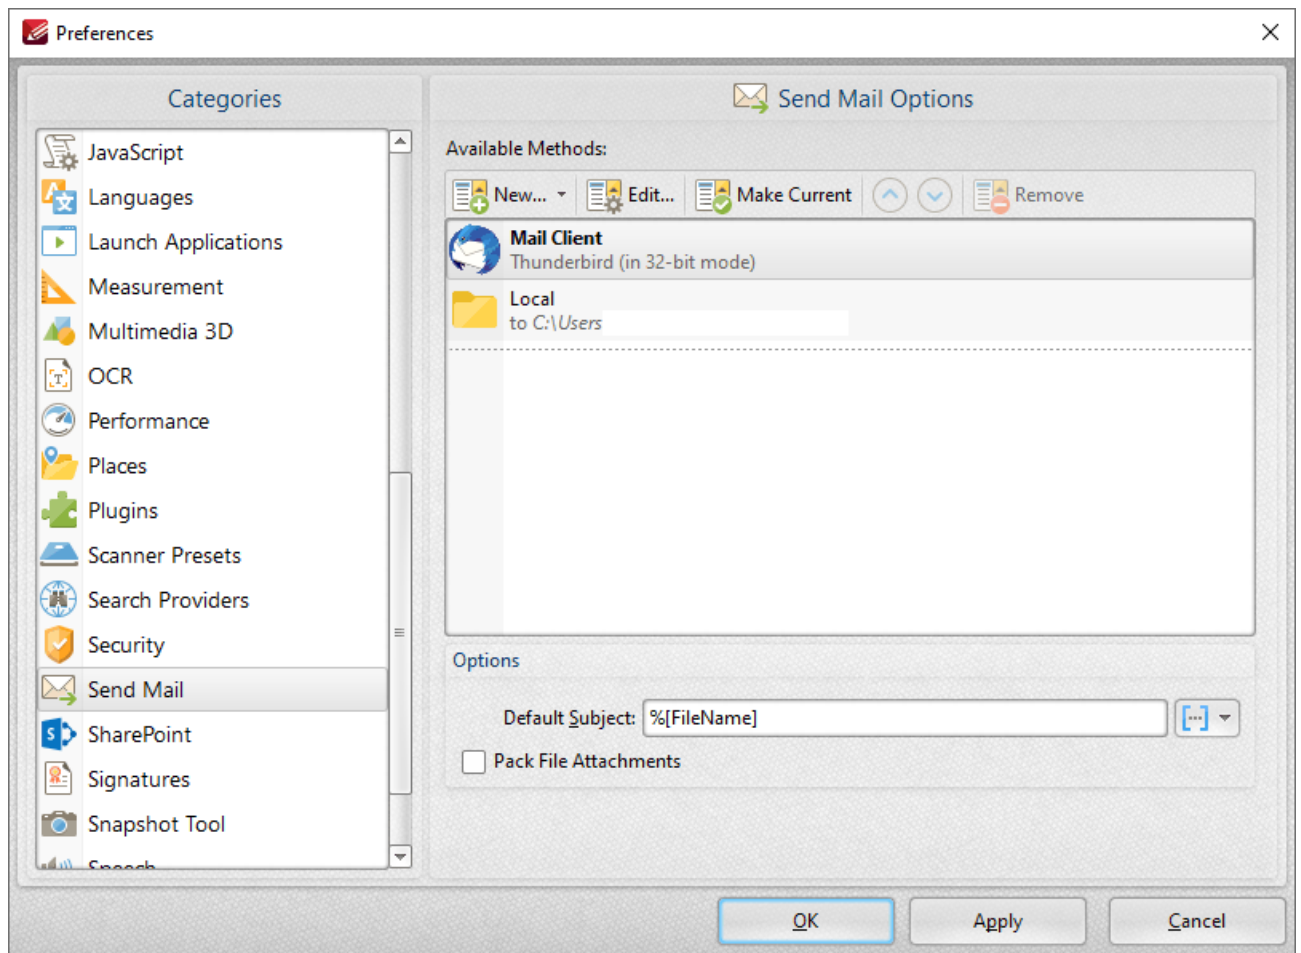 Preferences
Categories
JavaScript
Languages
Launch Applications
Measurement
Multimedia 3D
OCR
Performance
Places
Plugins
Scanner Presets
Search Providers
Security
Send Mail
SharePoint
Signatures
Snapshot Tool
Speech
Send Mail Options
Available Methods:
New... Edit... Make Current Remove
Mail Client
Thunderbird (in 32-bit mode)
Local
to C:\Users
Options
Default Subject: %[FileName]
Pack File Attachments
OK Apply Cancel